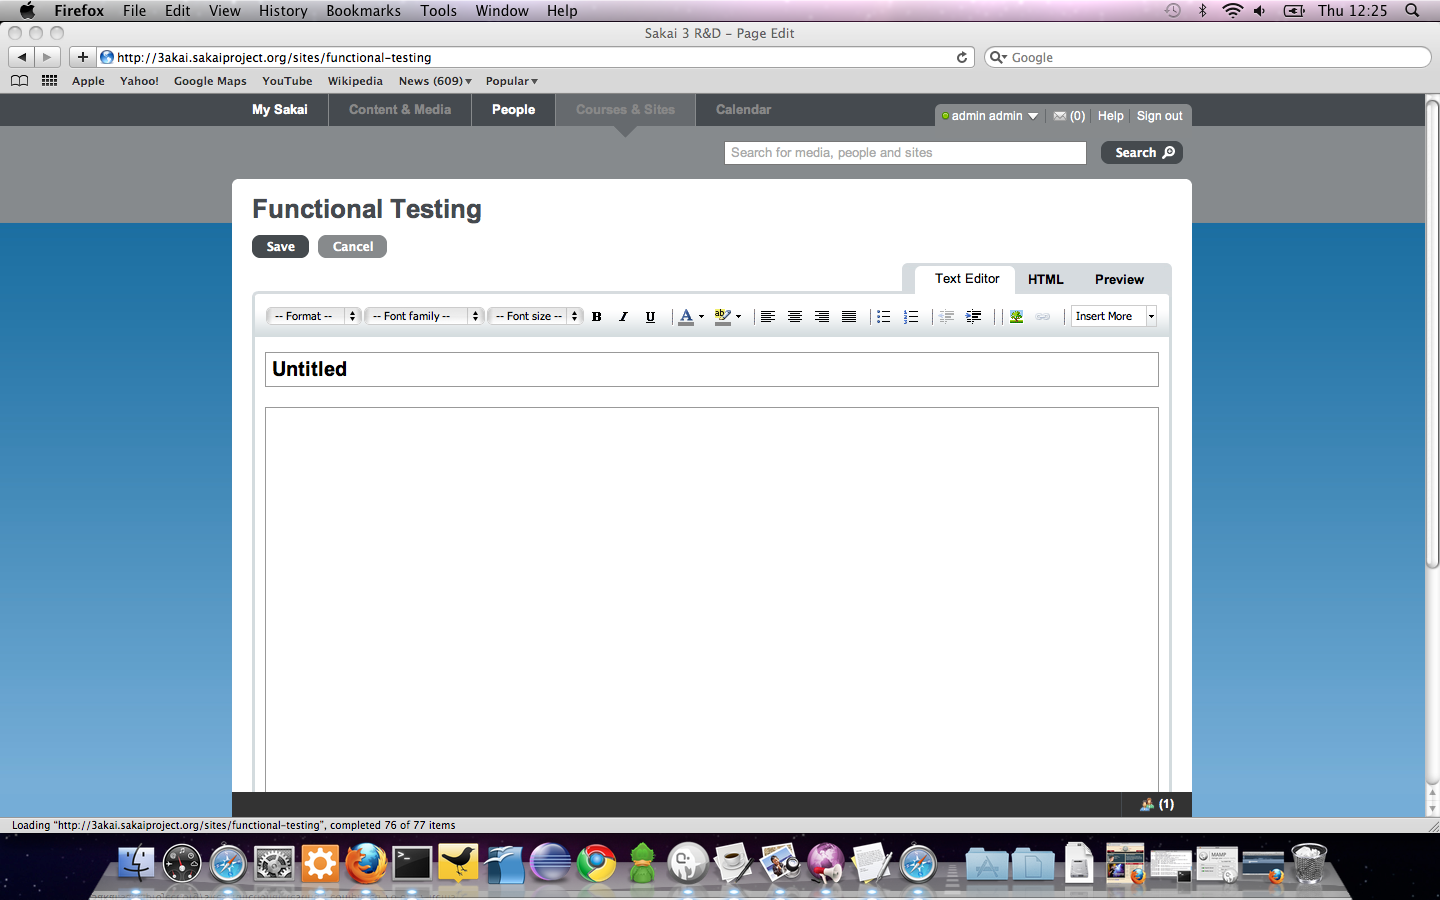 Firefox File Edit View History Bookmarks Tools Window Help Thu 12:25
Sakai 3 R&D – Page Edit
http://3akai.sakaiproject.org/sites/functional-testing Google
Apple Yahoo! Google Maps YouTube Wikipedia News (609) Popular
My Sakai Content & Media People Courses & Sites Calendar
admin admin (0) Help Sign out
Search for media, people and sites Search
Functional Testing
Save Cancel
Text Editor HTML Preview
-- Format -- -- Font family -- -- Font size -- B I U A ab Insert More
Untitled
(1)
Loading "http://3akai.sakaiproject.org/sites/functional-testing", completed 76 of 77 items